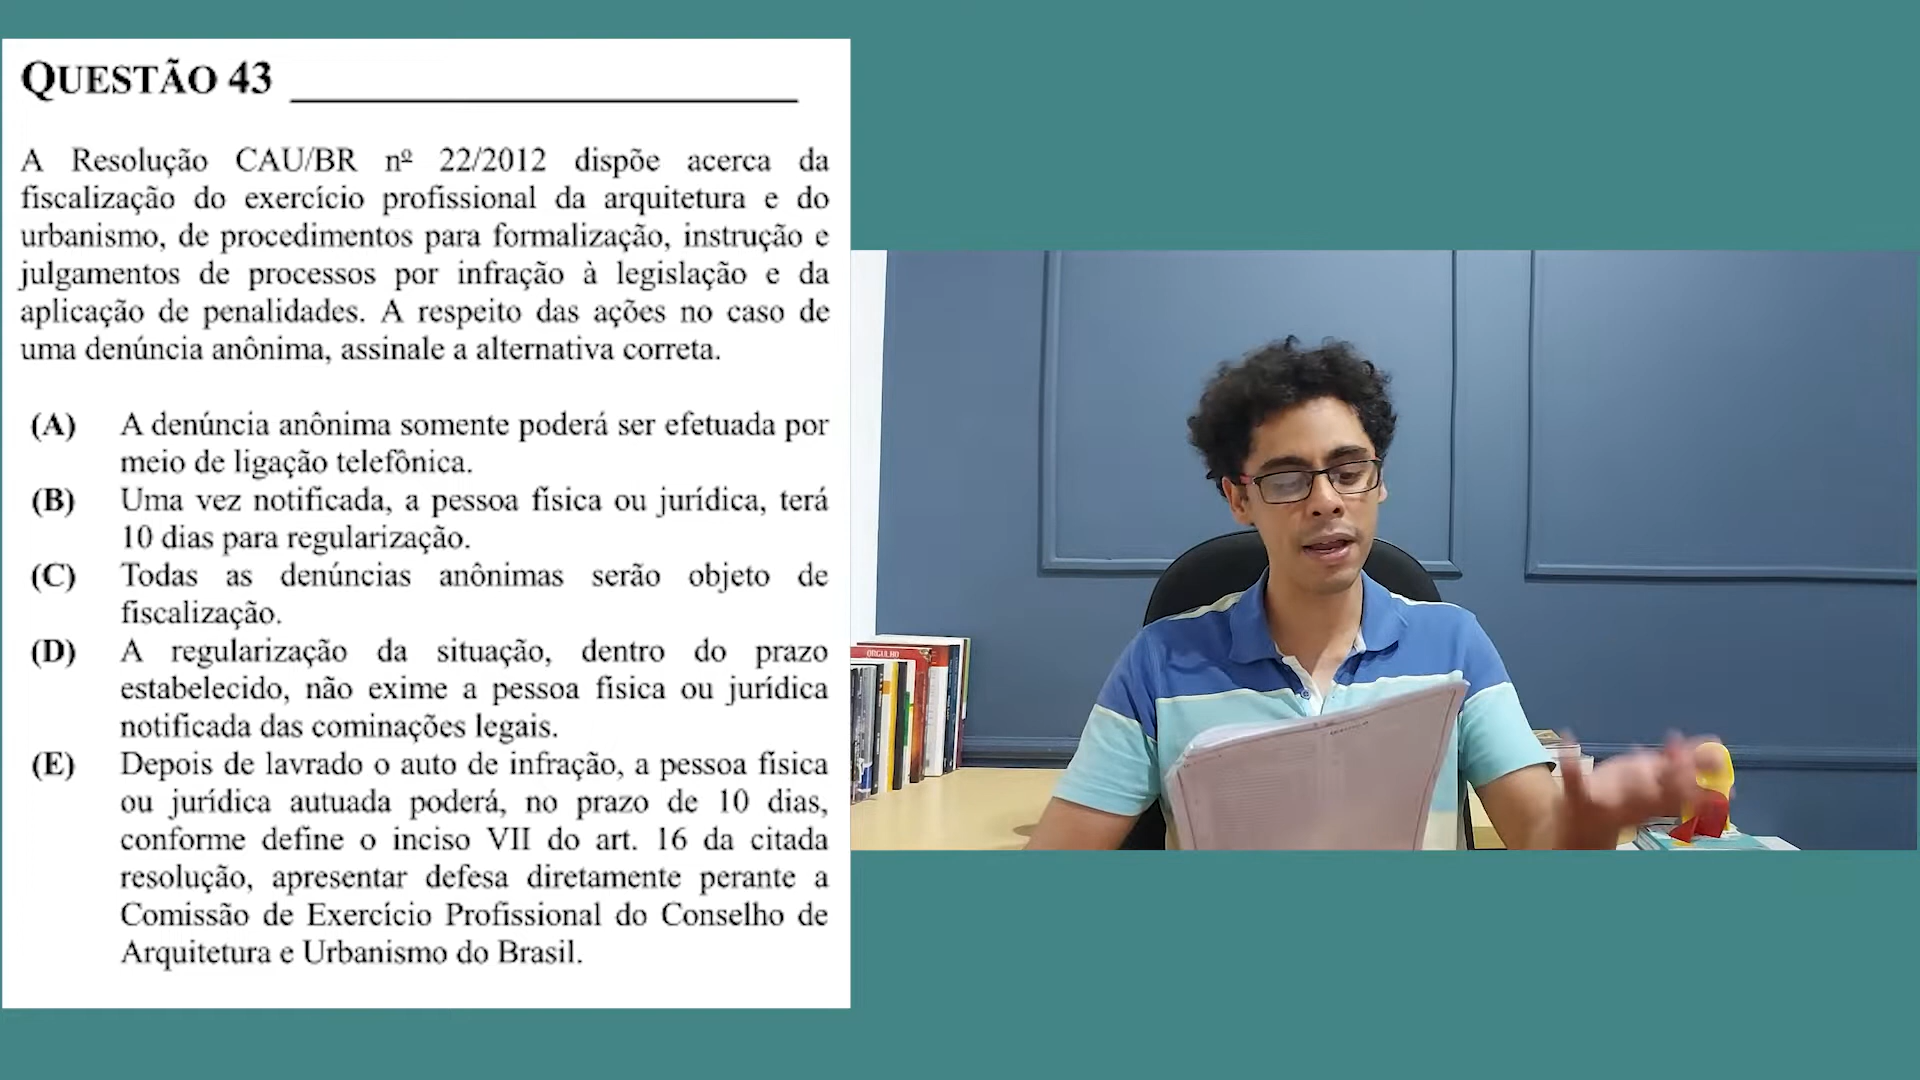 QUESTÃO 43
A Resolução CAU/BR nº 22/2012 dispõe acerca da
fiscalização do exercício profissional da arquitetura e do
urbanismo, de procedimentos para formalização, instrução e
julgamentos de processos por infração à legislação e da
aplicação de penalidades. A respeito das ações no caso de
uma denúncia anônima, assinale a alternativa correta.
(A) A denúncia anônima somente poderá ser efetuada por
meio de ligação telefônica.
(B) Uma vez notificada, a pessoa física ou jurídica, terá
10 dias para regularização.
(C) Todas as denúncias anônimas serão objeto de
fiscalização.
(D) A regularização da situação, dentro do prazo
estabelecido, não exime a pessoa física ou jurídica
notificada das cominações legais.
(E) Depois de lavrado o auto de infração, a pessoa física
ou jurídica autuada poderá, no prazo de 10 dias,
conforme define o inciso VII do art. 16 da citada
resolução, apresentar defesa diretamente perante a
Comissão de Exercício Profissional do Conselho de
Arquitetura e Urbanismo do Brasil.
ORGULHO